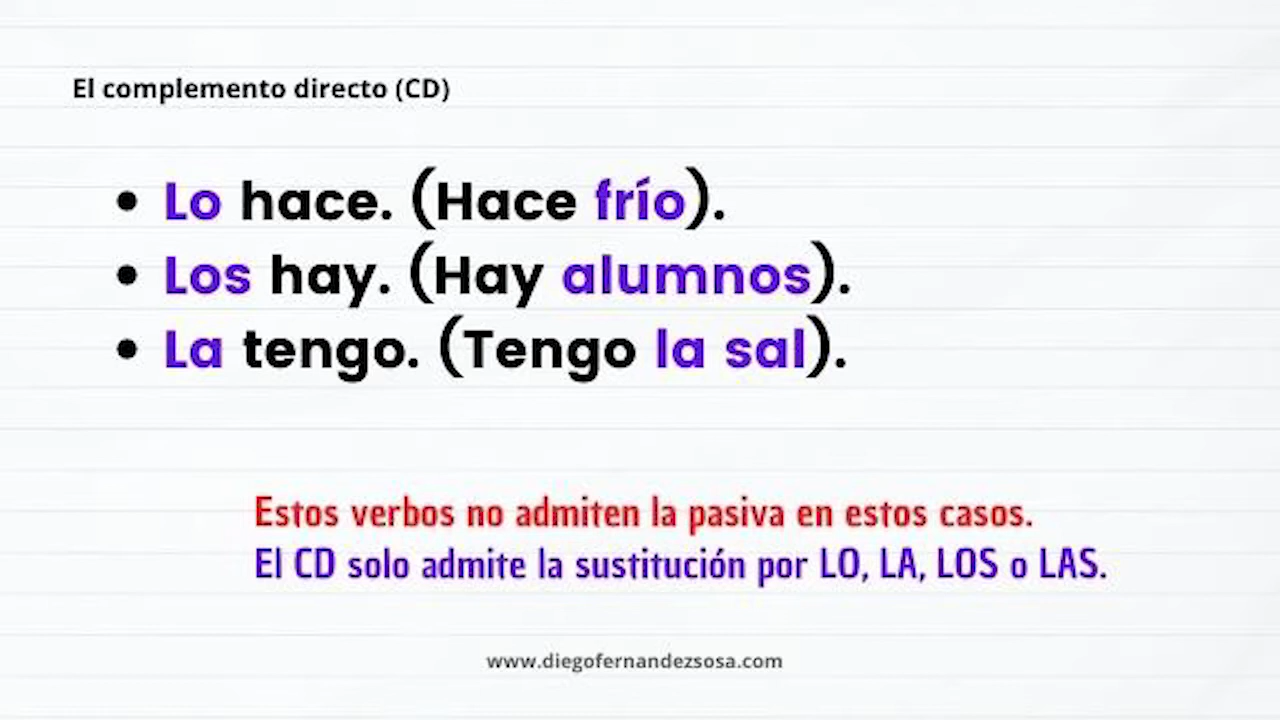 El complemento directo (CD)
• Lo hace. (Hace frío).
• Los hay. (Hay alumnos).
• La tengo. (Tengo la sal).
Estos verbos no admiten la pasiva en estos casos.
El CD solo admite la sustitución por LO, LA, LOS o LAS.
www.diegofernandezsosa.com